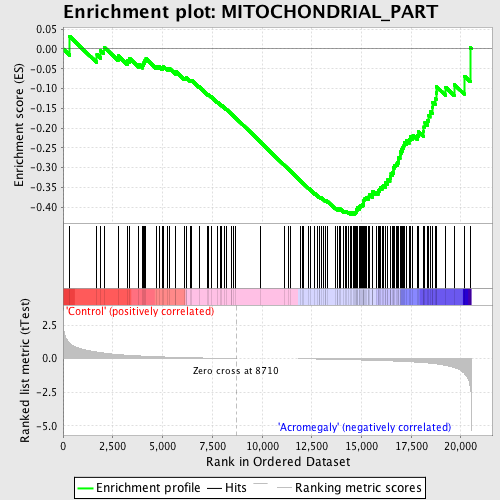 Enrichment plot: MITOCHONDRIAL_PART
Enrichment score (ES)
0.05
0.00
-0.05
-0.10
-0.15
-0.20
-0.25
-0.30
-0.35
-0.40
'Control' (positively correlated)
Ranked list metric (tTest)
2.5
0.0
-2.5
-5.0
Zero cross at 8710
'Acromegaly' (negatively correlated)
0
2,500
5,000
7,500
10,000
12,500
15,000
17,500
20,000
Rank in Ordered Dataset
Enrichment profile
Hits
Ranking metric scores